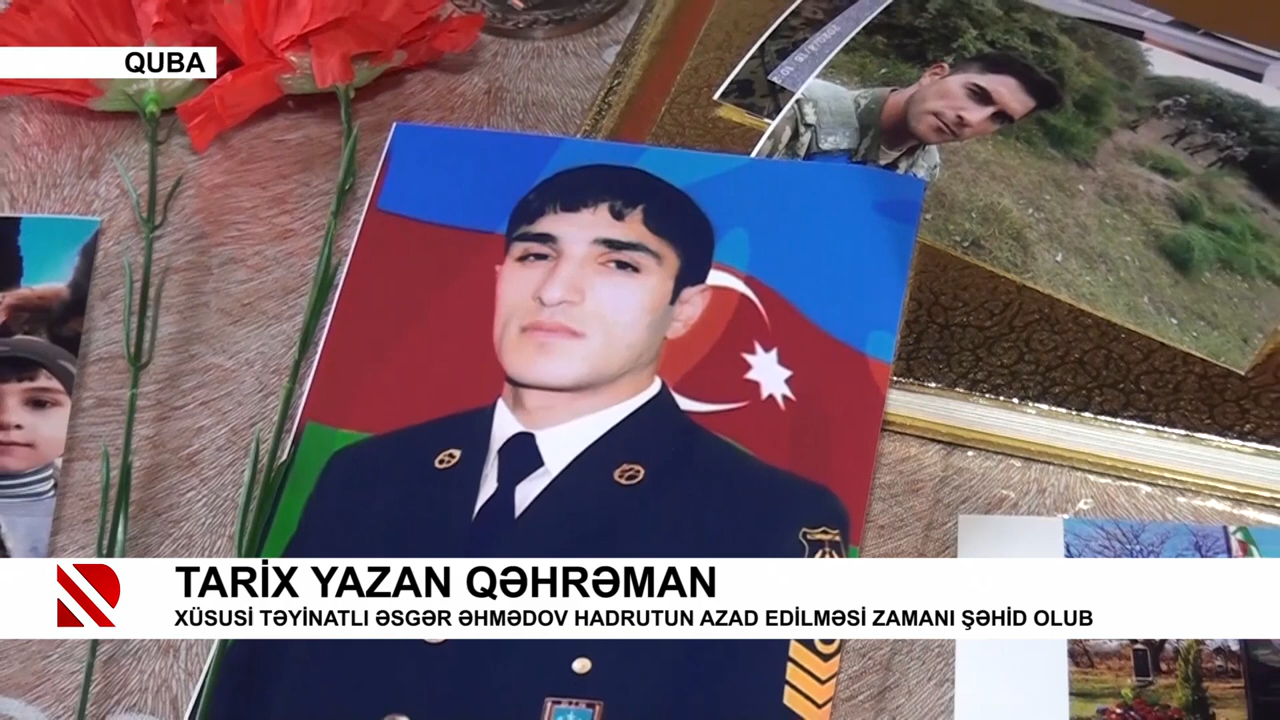 QUBA
TARİX YAZAN QƏHRƏMAN
XÜSUSİ TƏYİNATLI ƏSGƏR ƏHMƏDOV HADRUTUN AZAD EDİLMƏSİ ZAMANI ŞƏHİD OLUB